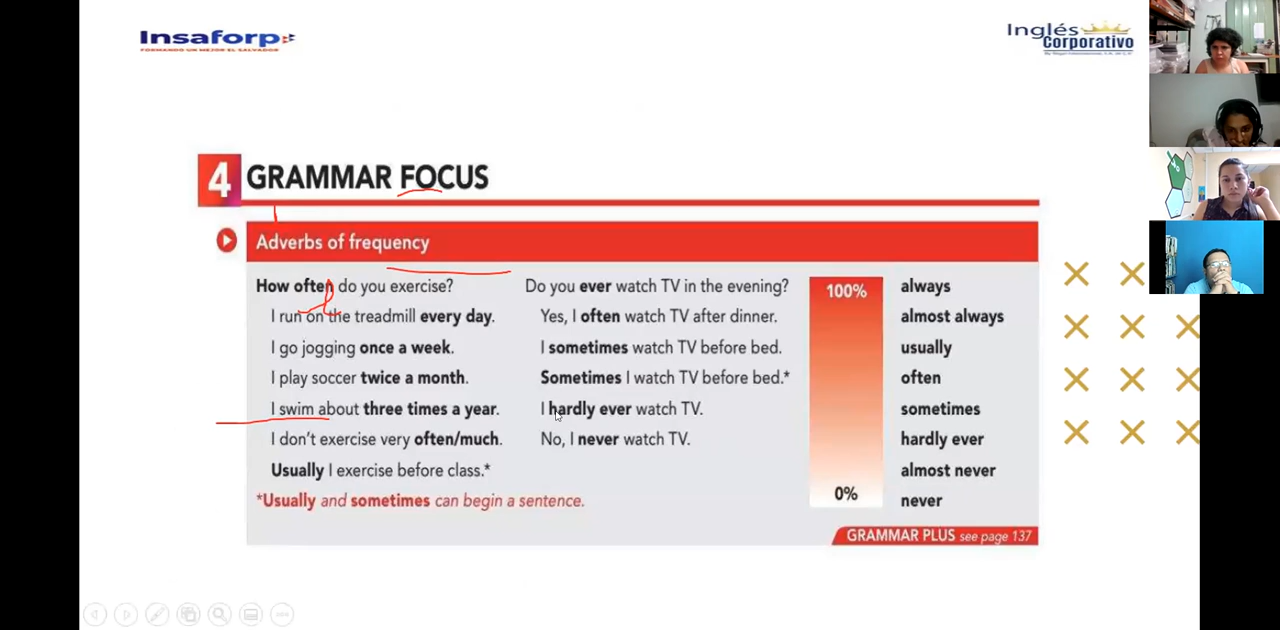 Insaforp
FORMANDO UN MEJOR EL SALVADOR
Inglés
Corporativo
4 GRAMMAR FOCUS
Adverbs of frequency
How often do you exercise?
I run on the treadmill every day.
I go jogging once a week.
I play soccer twice a month.
I swim about three times a year.
I don't exercise very often/much.
Usually I exercise before class.*
*Usually and sometimes can begin a sentence.
Do you ever watch TV in the evening?
Yes, I often watch TV after dinner.
I sometimes watch TV before bed.
Sometimes I watch TV before bed.*
I hardly ever watch TV.
No, I never watch TV.
100%
0%
always
almost always
usually
often
sometimes
hardly ever
almost never
never
GRAMMAR PLUS see page 137